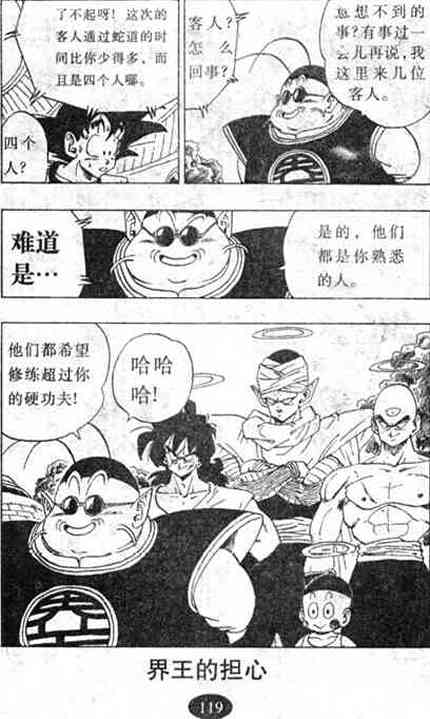 意想不到的
事?有事过一
会儿再说,我
这里来几位
客人。
客人?
怎么
回事?
了不起呀!这次的
客人通过蛇道的时
间比你少得多,而
且是四个人哪。
四个
人?
是的,他们
都是你熟悉
的人。
难道
是…
哈哈
哈!
他们都希望
修练超过你
的硬功夫!
界王的担心
119